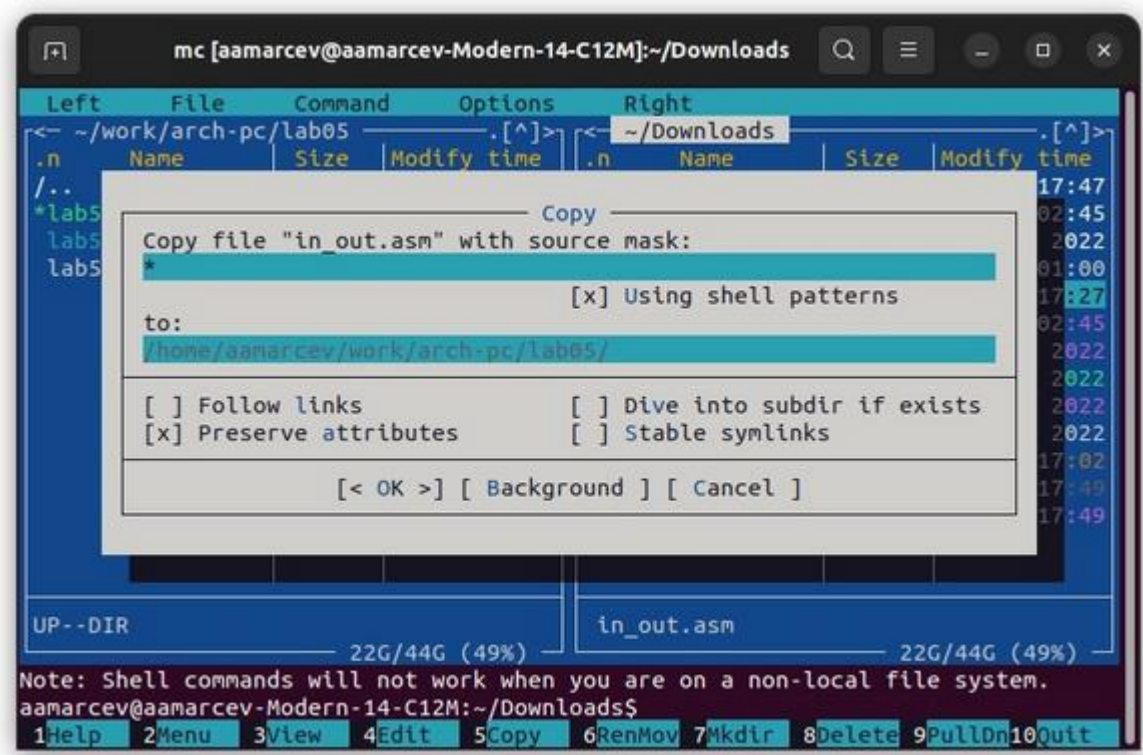 mc [aamarcev@aamarcev-Modern-14-C12M]:~/Downloads
Left File Command Options Right
<─ ~/work/arch-pc/lab05 .[^]> <─ ~/Downloads .[^]>
.n Name Size Modify time .n Name Size Modify time
/.. 17:47
*lab5 Copy 02:45
lab5 Copy file "in_out.asm" with source mask: 2022
lab5 * 01:00
[x] Using shell patterns 17:27
to: 02:45
/home/aamarcev/work/arch-pc/lab05/ 2022
2022
[ ] Follow links [ ] Dive into subdir if exists 2022
[x] Preserve attributes [ ] Stable symlinks 2022
17:02
[< OK >] [ Background ] [ Cancel ] 17:49
17:49
UP--DIR in_out.asm
22G/44G (49%) 22G/44G (49%)
Note: Shell commands will not work when you are on a non-local file system.
aamarcev@aamarcev-Modern-14-C12M:~/Downloads$
1Help 2Menu 3View 4Edit 5Copy 6RenMov 7Mkdir 8Delete 9PullDn 10Quit